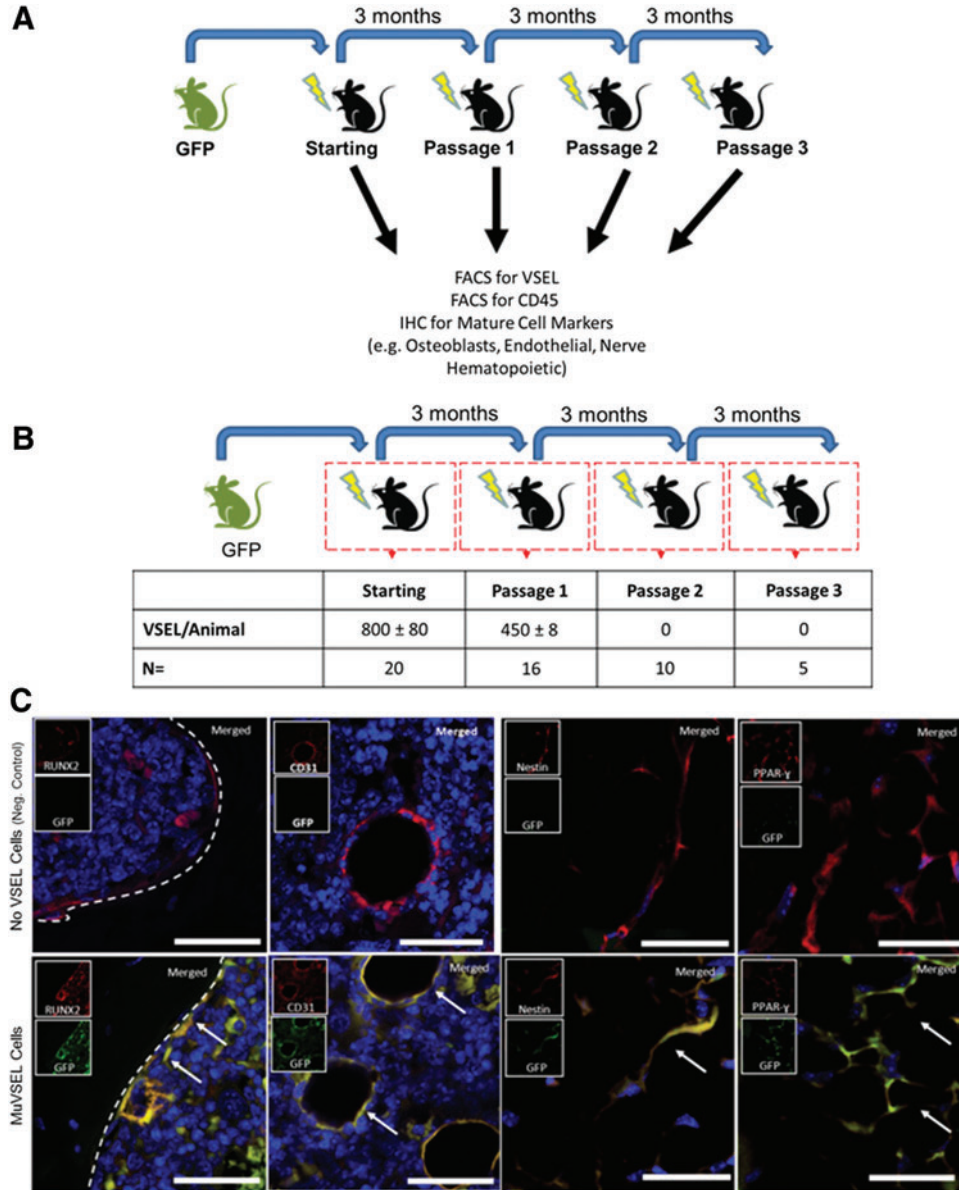 A
3 months 3 months 3 months
GFP Starting Passage 1 Passage 2 Passage 3
FACS for VSEL
FACS for CD45
IHC for Mature Cell Markers
(e.g. Osteoblasts, Endothelial, Nerve
Hematopoietic)
B
3 months 3 months 3 months
GFP
Starting Passage 1 Passage 2 Passage 3
VSEL/Animal 800 ± 80 450 ± 8 0 0
N= 20 16 10 5
C
No VSEL Cells (Neg. Control)
Merged Merged Merged Merged
RUNX2 CD31 Nestin PPAR-γ
GFP GFP GFP GFP
MuVSEL Cells
Merged Merged Merged Merged
RUNX2 CD31 Nestin PPAR-γ
GFP GFP GFP GFP